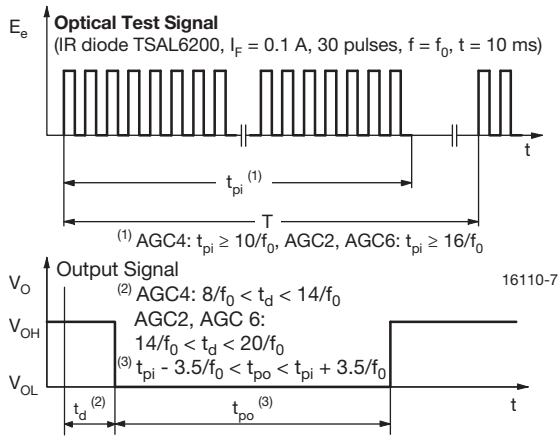 E_e
Optical Test Signal
(IR diode TSAL6200, I_F = 0.1 A, 30 pulses, f = f_0, t = 10 ms)
t
t_pi (1)
T
(1) AGC4: t_pi ≥ 10/f_0, AGC2, AGC6: t_pi ≥ 16/f_0
V_O
Output Signal
16110-7
(2) AGC4: 8/f_0 < t_d < 14/f_0
V_OH
AGC2, AGC 6:
14/f_0 < t_d < 20/f_0
(3) t_pi - 3.5/f_0 < t_po < t_pi + 3.5/f_0
V_OL
t
t_d (2)
t_po (3)